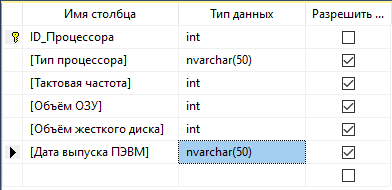 Имя столбца Тип данных Разрешить ...
ID_Процессора int
[Тип процессора] nvarchar(50)
[Тактовая частота] int
[Объём ОЗУ] int
[Объём жесткого диска] int
[Дата выпуска ПЭВМ] nvarchar(50)